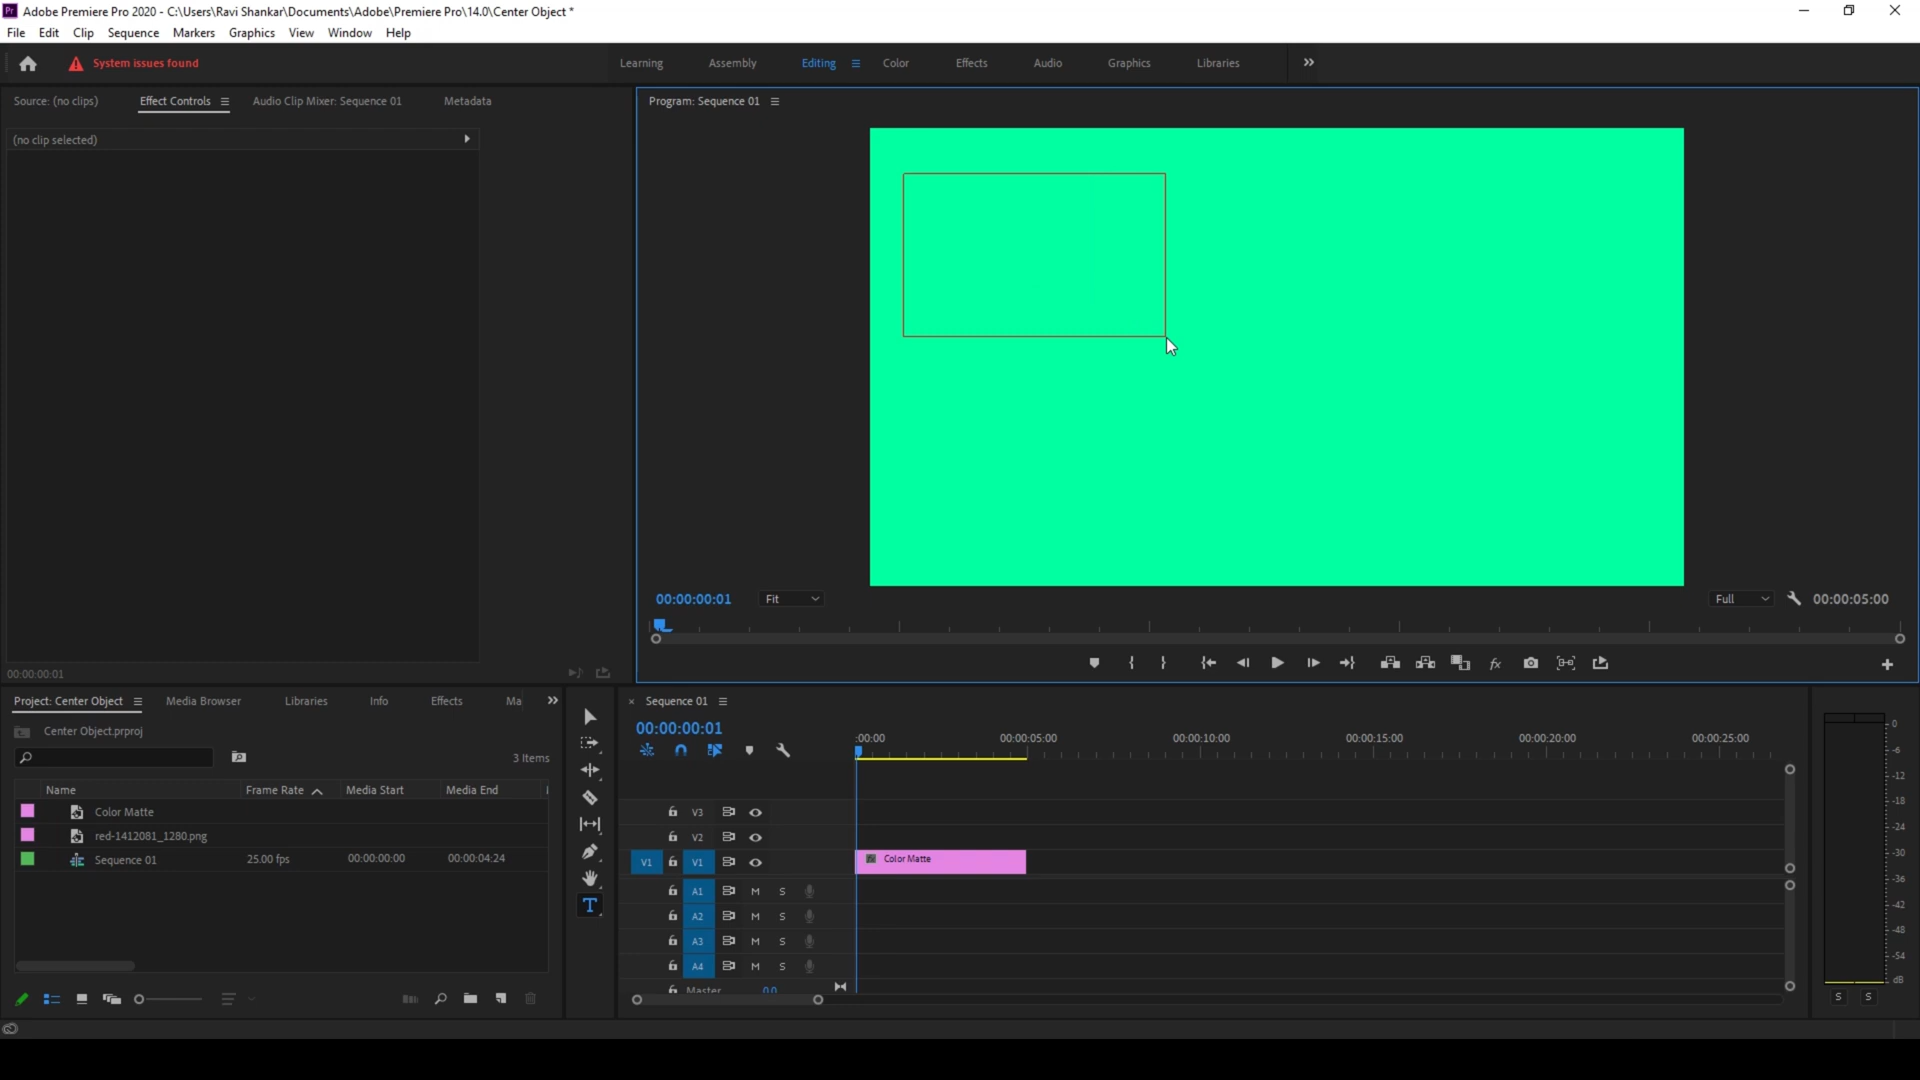 Pr Adobe Premiere Pro 2020 - C:\Users\Ravi Shankar\Documents\Adobe\Premiere Pro\14.0\Center Object *
File Edit Clip Sequence Markers Graphics View Window Help
System issues found
Learning Assembly Editing Color Effects Audio Graphics Libraries
Source: (no clips) Effect Controls Audio Clip Mixer: Sequence 01 Metadata
Program: Sequence 01
(no clip selected)
00:00:00:01 Fit Full 00:00:05:00
fx
00:00:00:01
Project: Center Object Media Browser Libraries Info Effects Ma
Center Object.prproj
3 Items
Name Frame Rate Media Start Media End
Color Matte
red-1412081_1280.png
Sequence 01 25.00 fps 00:00:00:00 00:00:04:24
T
× Sequence 01
00:00:00:01
:00:00 00:00:05:00 00:00:10:00 00:00:15:00 00:00:20:00 00:00:25:00
V3
V2
V1 V1
fx Color Matte
A1 M S
A2 M S
A3 M S
A4 M S
Master 0.0
0
-6
-12
-18
-24
-30
-36
-42
-48
-54
dB
S S